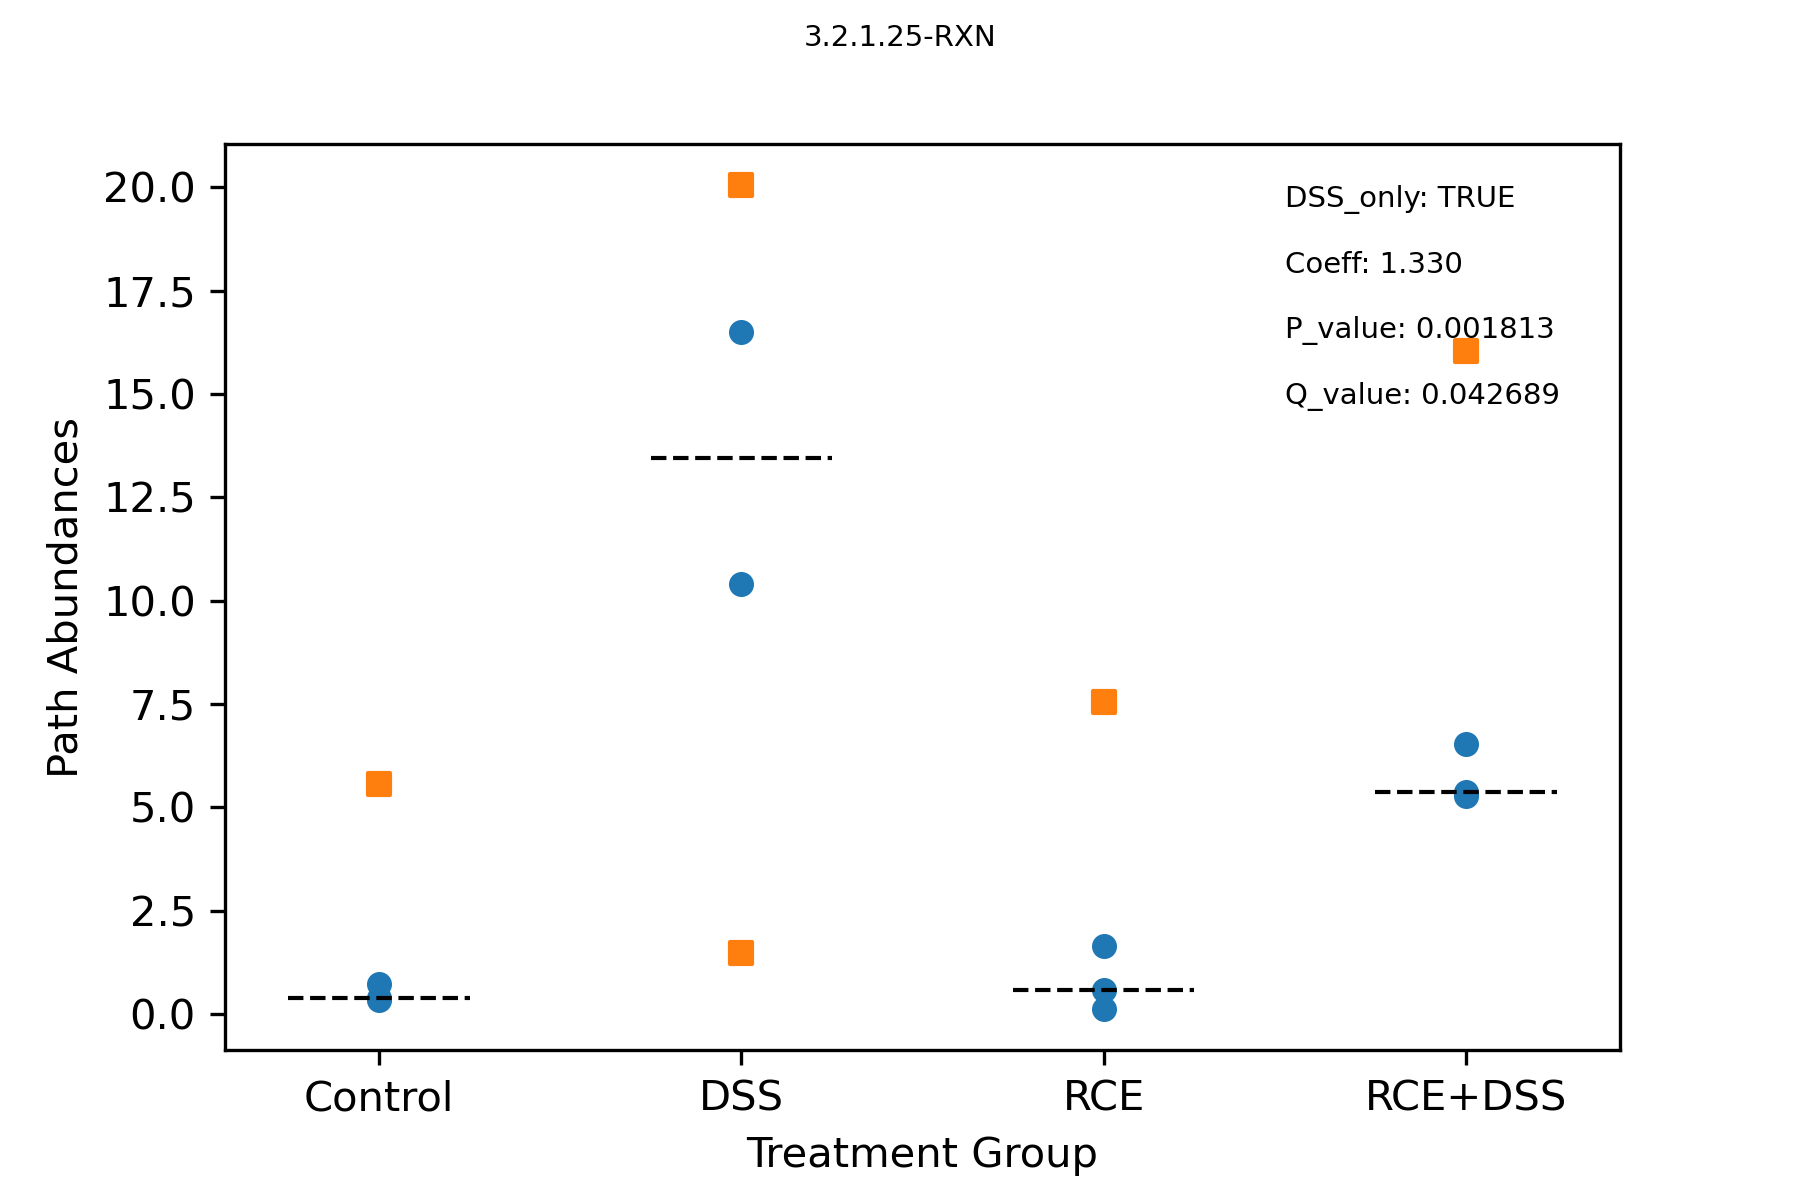 3.2.1.25-RXN
20.0
17.5
15.0
12.5
10.0
7.5
5.0
2.5
0.0
Path Abundances
DSS_only: TRUE
Coeff: 1.330
P_value: 0.001813
Q_value: 0.042689
Control DSS RCE RCE+DSS
Treatment Group